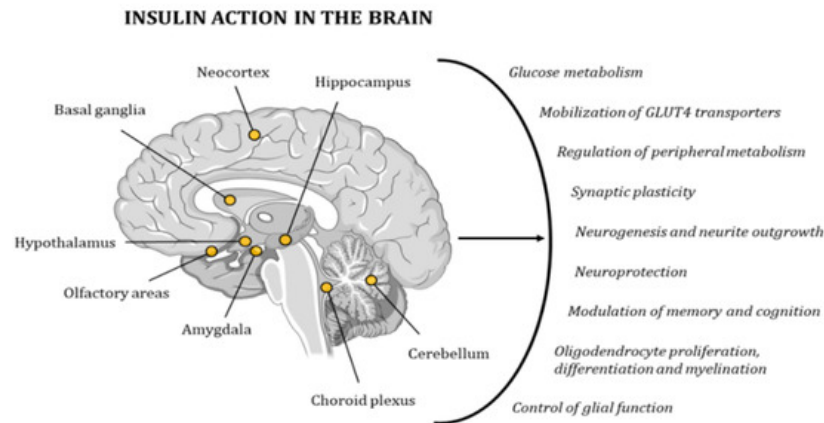 INSULIN ACTION IN THE BRAIN
Neocortex
Hippocampus
Basal ganglia
Hypothalamus
Olfactory areas
Amygdala
Cerebellum
Choroid plexus
Glucose metabolism
Mobilization of GLUT4 transporters
Regulation of peripheral metabolism
Synaptic plasticity
Neurogenesis and neurite outgrowth
Neuroprotection
Modulation of memory and cognition
Oligodendrocyte proliferation,
differentiation and myelination
Control of glial function